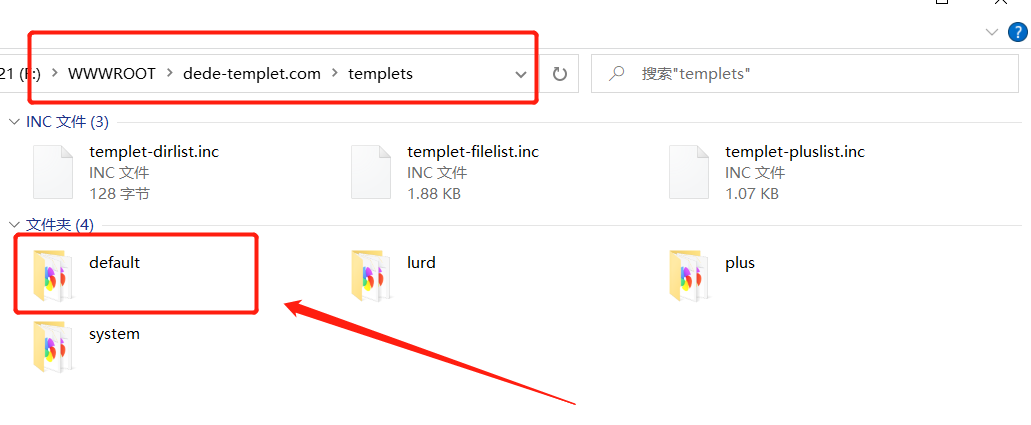 21 (F:) > WWWROOT > dede-templet.com > templets
搜索"templets"
INC 文件 (3)
templet-dirlist.inc
INC 文件
128 字节
templet-filelist.inc
INC 文件
1.88 KB
templet-pluslist.inc
INC 文件
1.07 KB
文件夹 (4)
default
lurd
plus
system